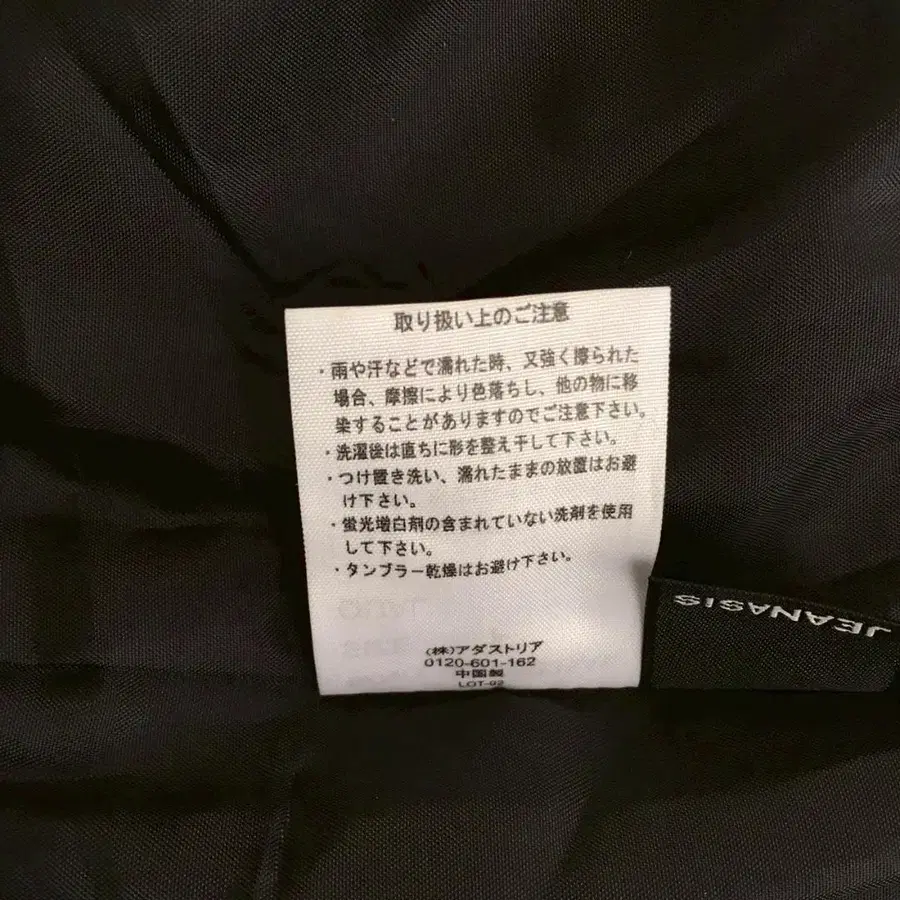 取り扱い上のご注意
・雨や汗などで濡れた時、又強く擦られた
場合、摩擦により色落ちし、他の物に移
染することがありますのでご注意下さい。
・洗濯後は直ちに形を整え干して下さい。
・つけ置き洗い、濡れたままの放置はお避
け下さい。
・蛍光増白剤の含まれていない洗剤を使用
して下さい。
・タンブラー乾燥はお避け下さい。
(株)アダストリア
0120-601-162
中国製
LOT-02
JEANASIS